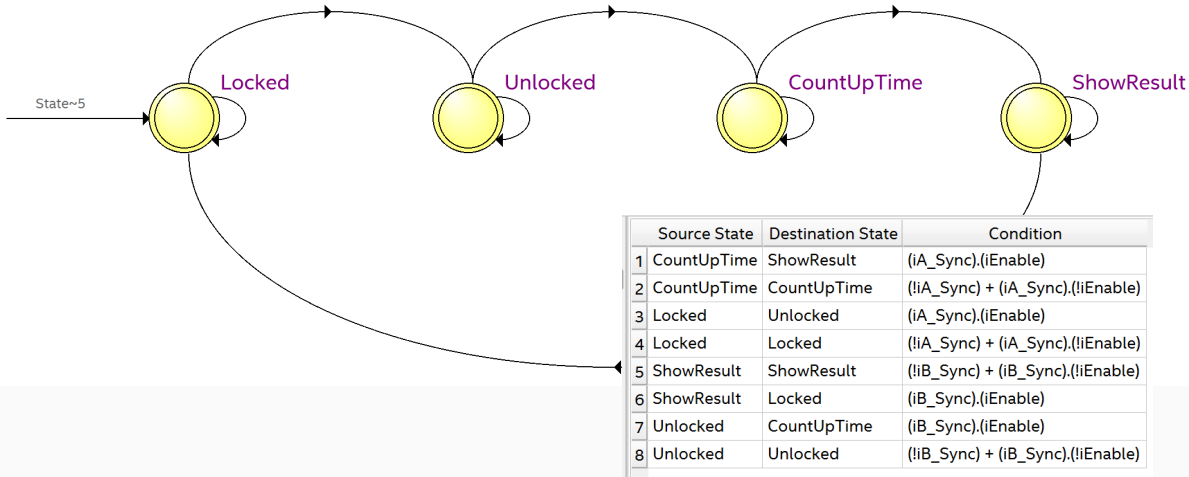 Locked
Unlocked
CountUpTime
ShowResult
State~5
Source State Destination State Condition
1 CountUpTime ShowResult (iA_Sync).(iEnable)
2 CountUpTime CountUpTime (!iA_Sync) + (iA_Sync).(!iEnable)
3 Locked Unlocked (iA_Sync).(iEnable)
4 Locked Locked (!iA_Sync) + (iA_Sync).(!iEnable)
5 ShowResult ShowResult (!iB_Sync) + (iB_Sync).(!iEnable)
6 ShowResult Locked (iB_Sync).(iEnable)
7 Unlocked CountUpTime (iB_Sync).(iEnable)
8 Unlocked Unlocked (!iB_Sync) + (iB_Sync).(!iEnable)